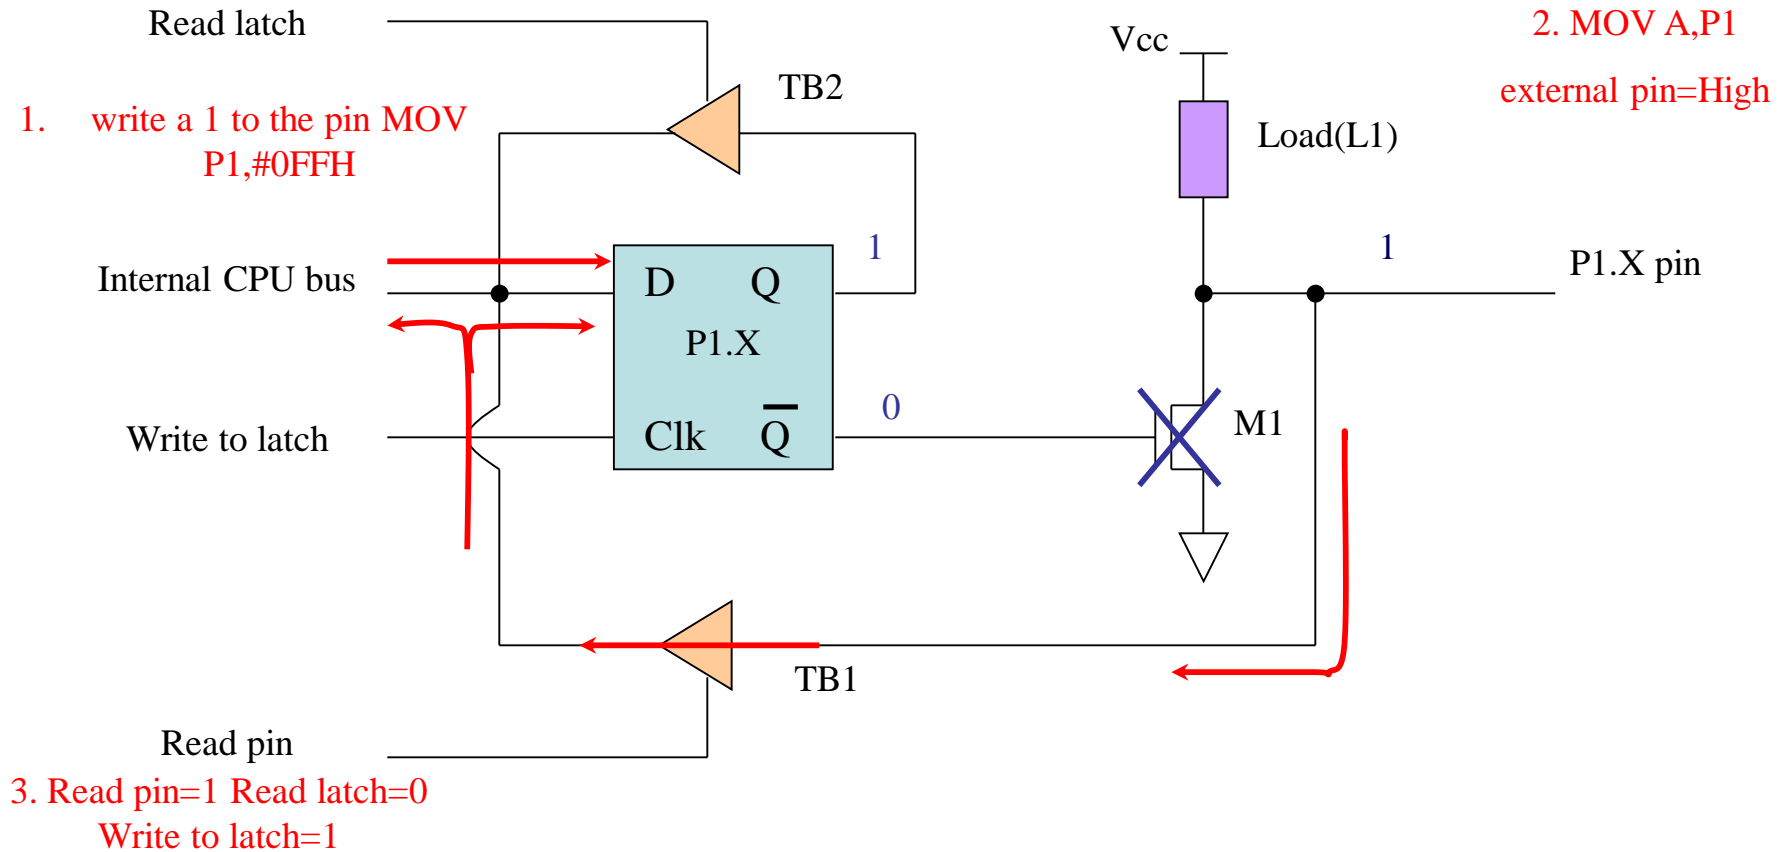 Read latch
Vcc
2. MOV A,P1
TB2
external pin=High
1. write a 1 to the pin MOV
P1,#0FFH
Load(L1)
1
1
P1.X pin
Internal CPU bus
D Q
P1.X
0
M1
Write to latch
Clk Q̅
TB1
Read pin
3. Read pin=1 Read latch=0
Write to latch=1